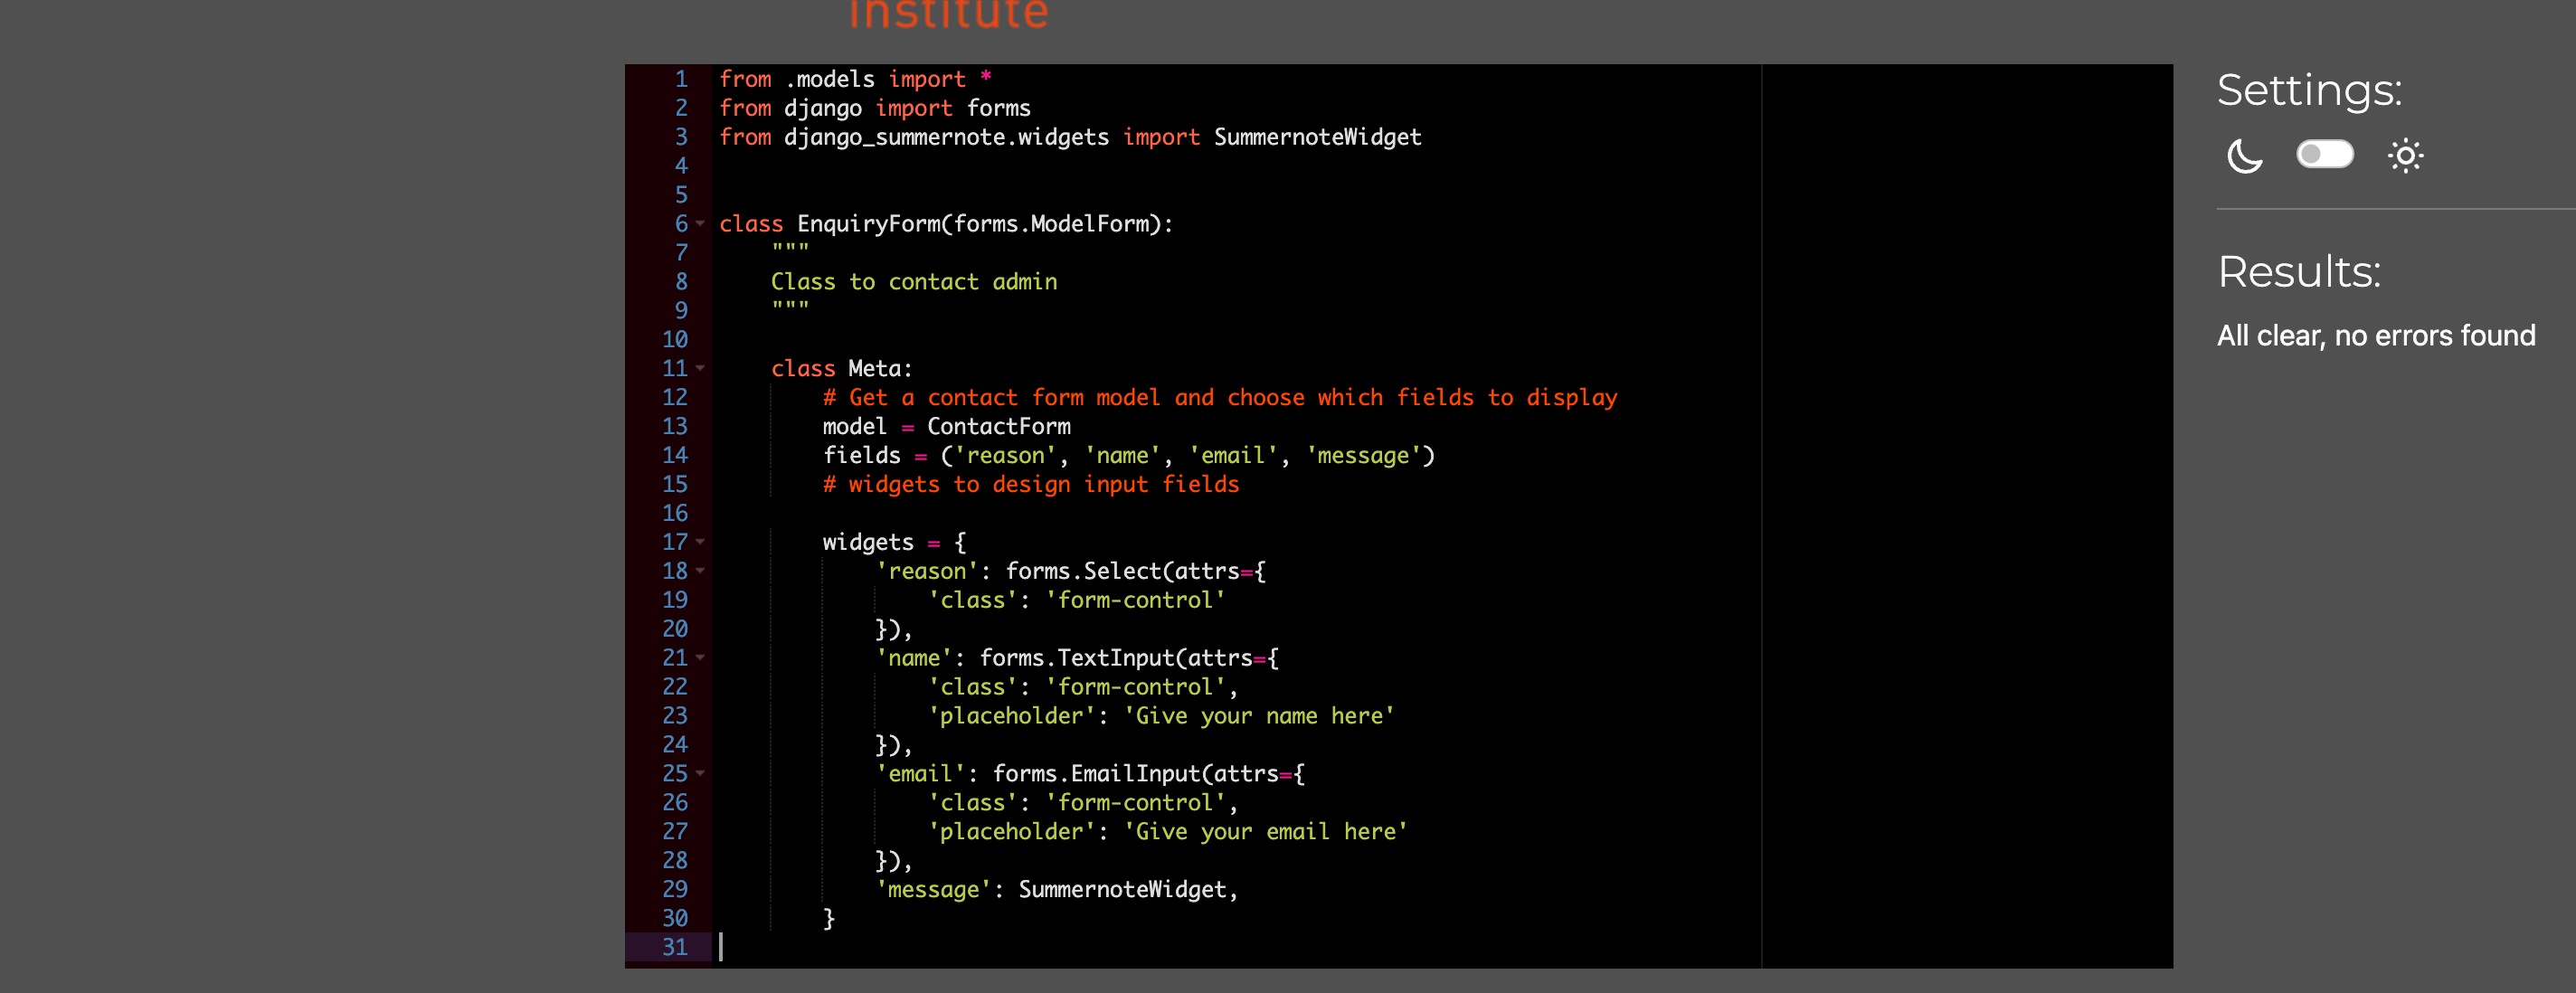 institute
1 from .models import *
2 from django import forms
3 from django_summernote.widgets import SummernoteWidget
4
5
6 class EnquiryForm(forms.ModelForm):
7     """
8     Class to contact admin
9     """
10
11     class Meta:
12         # Get a contact form model and choose which fields to display
13         model = ContactForm
14         fields = ('reason', 'name', 'email', 'message')
15         # widgets to design input fields
16
17         widgets = {
18             'reason': forms.Select(attrs={
19                 'class': 'form-control'
20             }),
21             'name': forms.TextInput(attrs={
22                 'class': 'form-control',
23                 'placeholder': 'Give your name here'
24             }),
25             'email': forms.EmailInput(attrs={
26                 'class': 'form-control',
27                 'placeholder': 'Give your email here'
28             }),
29             'message': SummernoteWidget,
30         }
31
Settings:
Results:
All clear, no errors found